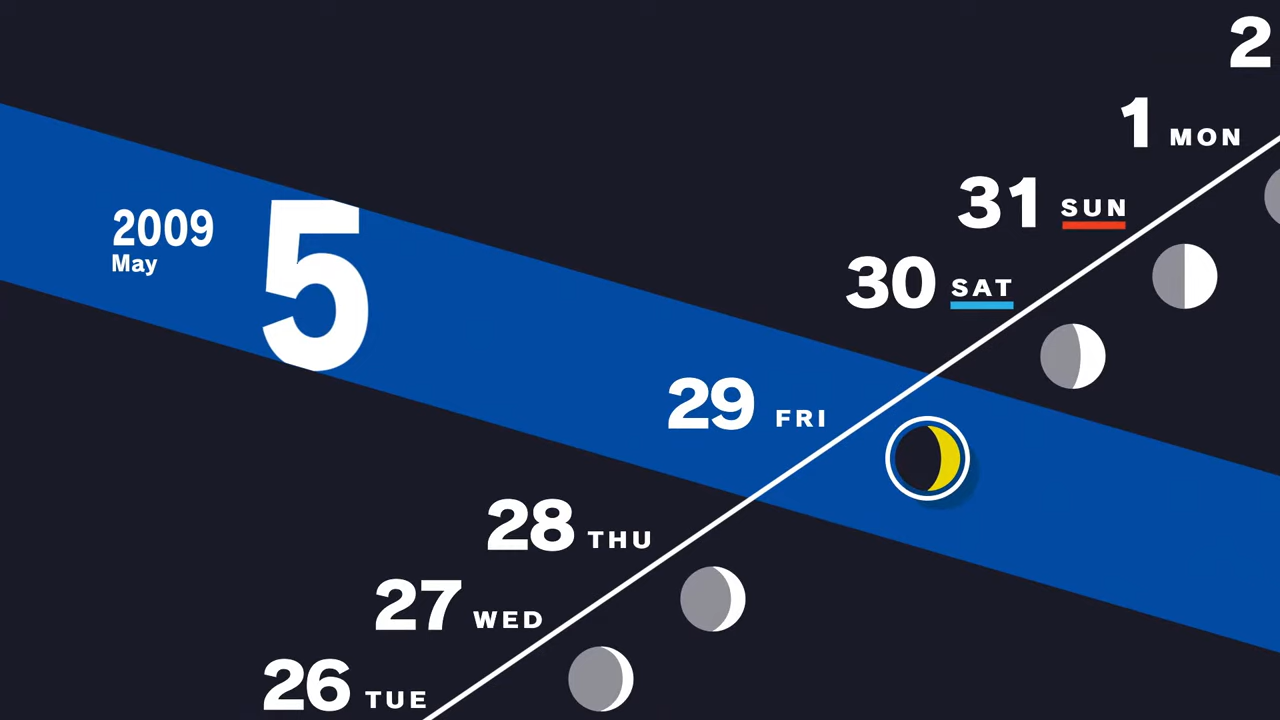 2
1 MON
31 SUN
30 SAT
2009
May
5
29 FRI
28 THU
27 WED
26 TUE